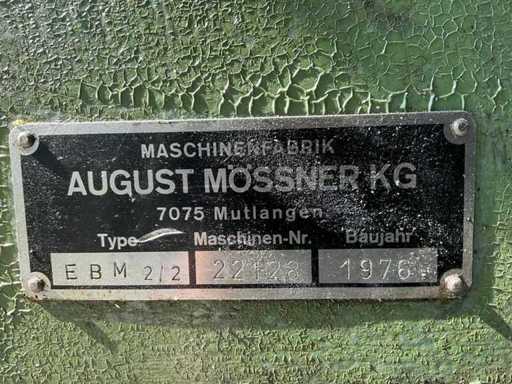 MASCHINENFABRIK
AUGUST MÖSSNER KG
7075 Mutlangen
Type Maschinen-Nr. Baujahr
EBM 2/2 22128 1976